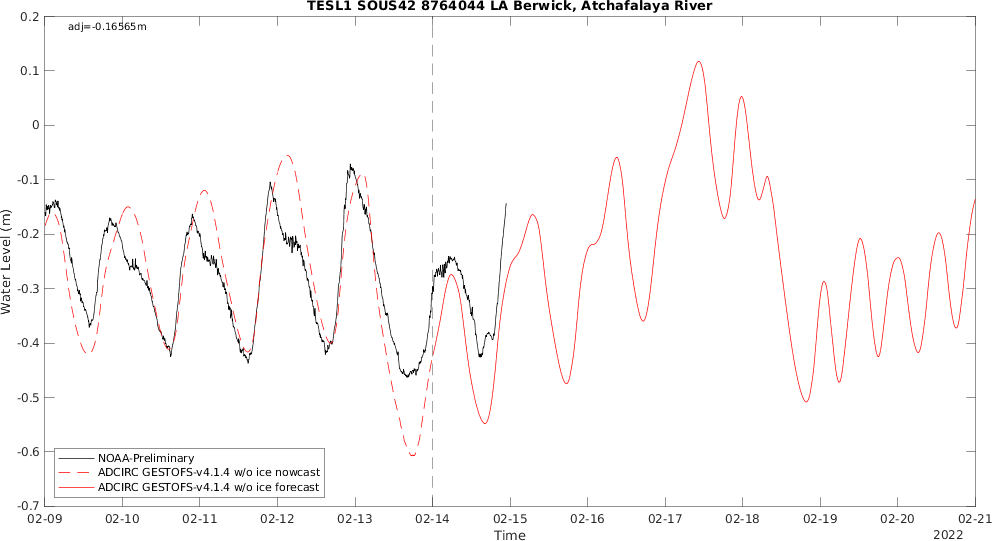 TESL1 SOUS42 8764044 LA Berwick, Atchafalaya River
adj=-0.16565m
0.2
0.1
0
-0.1
-0.2
-0.3
-0.4
-0.5
-0.6
-0.7
Water Level (m)
NOAA-Preliminary
ADCIRC GESTOFS-v4.1.4 w/o ice nowcast
ADCIRC GESTOFS-v4.1.4 w/o ice forecast
02-09 02-10 02-11 02-12 02-13 02-14 02-15 02-16 02-17 02-18 02-19 02-20 02-21
Time
2022